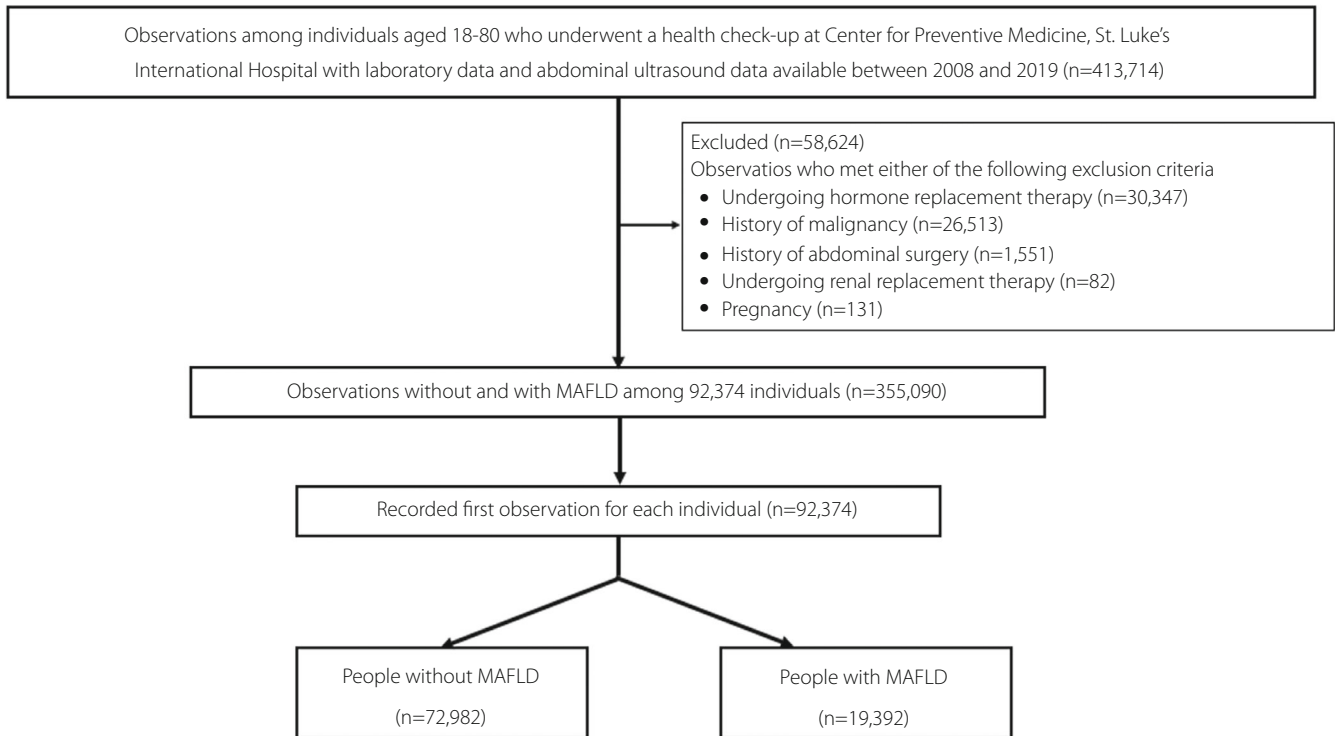 Observations among individuals aged 18-80 who underwent a health check-up at Center for Preventive Medicine, St. Luke's
International Hospital with laboratory data and abdominal ultrasound data available between 2008 and 2019 (n=413,714)
Excluded (n=58,624)
Observatios who met either of the following exclusion criteria
• Undergoing hormone replacement therapy (n=30,347)
• History of malignancy (n=26,513)
• History of abdominal surgery (n=1,551)
• Undergoing renal replacement therapy (n=82)
• Pregnancy (n=131)
Observations without and with MAFLD among 92,374 individuals (n=355,090)
Recorded first observation for each individual (n=92,374)
People without MAFLD
(n=72,982)
People with MAFLD
(n=19,392)